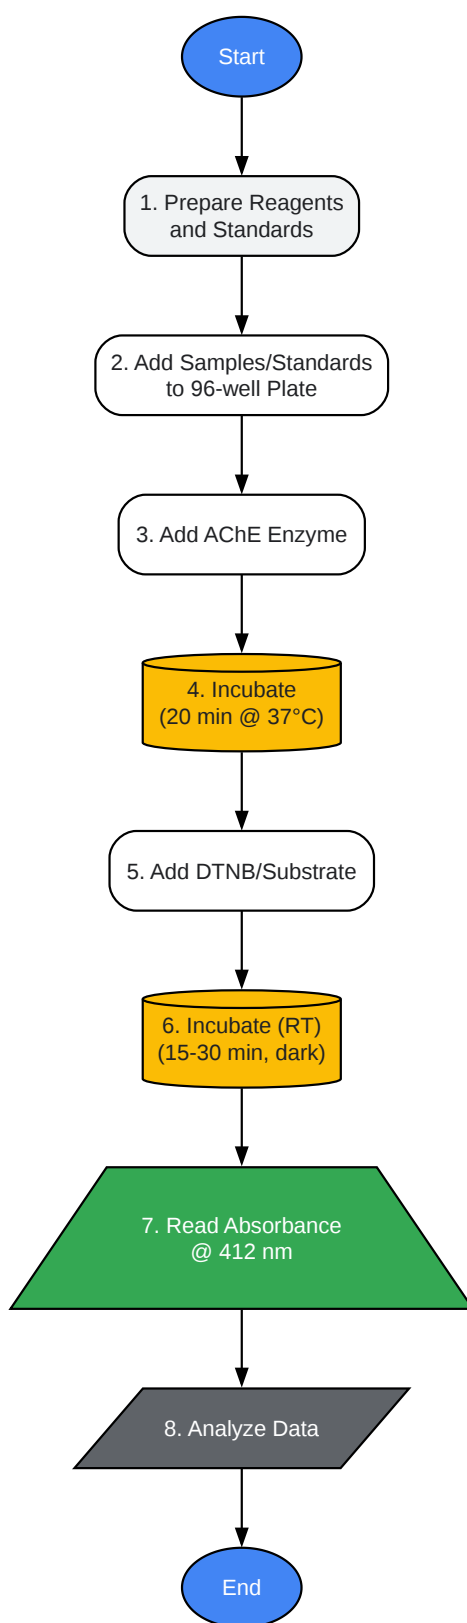 Start
1. Prepare Reagents
and Standards
2. Add Samples/Standards
to 96-well Plate
3. Add AChE Enzyme
4. Incubate
(20 min @ 37°C)
5. Add DTNB/Substrate
6. Incubate (RT)
(15-30 min, dark)
7. Read Absorbance
@ 412 nm
8. Analyze Data
End